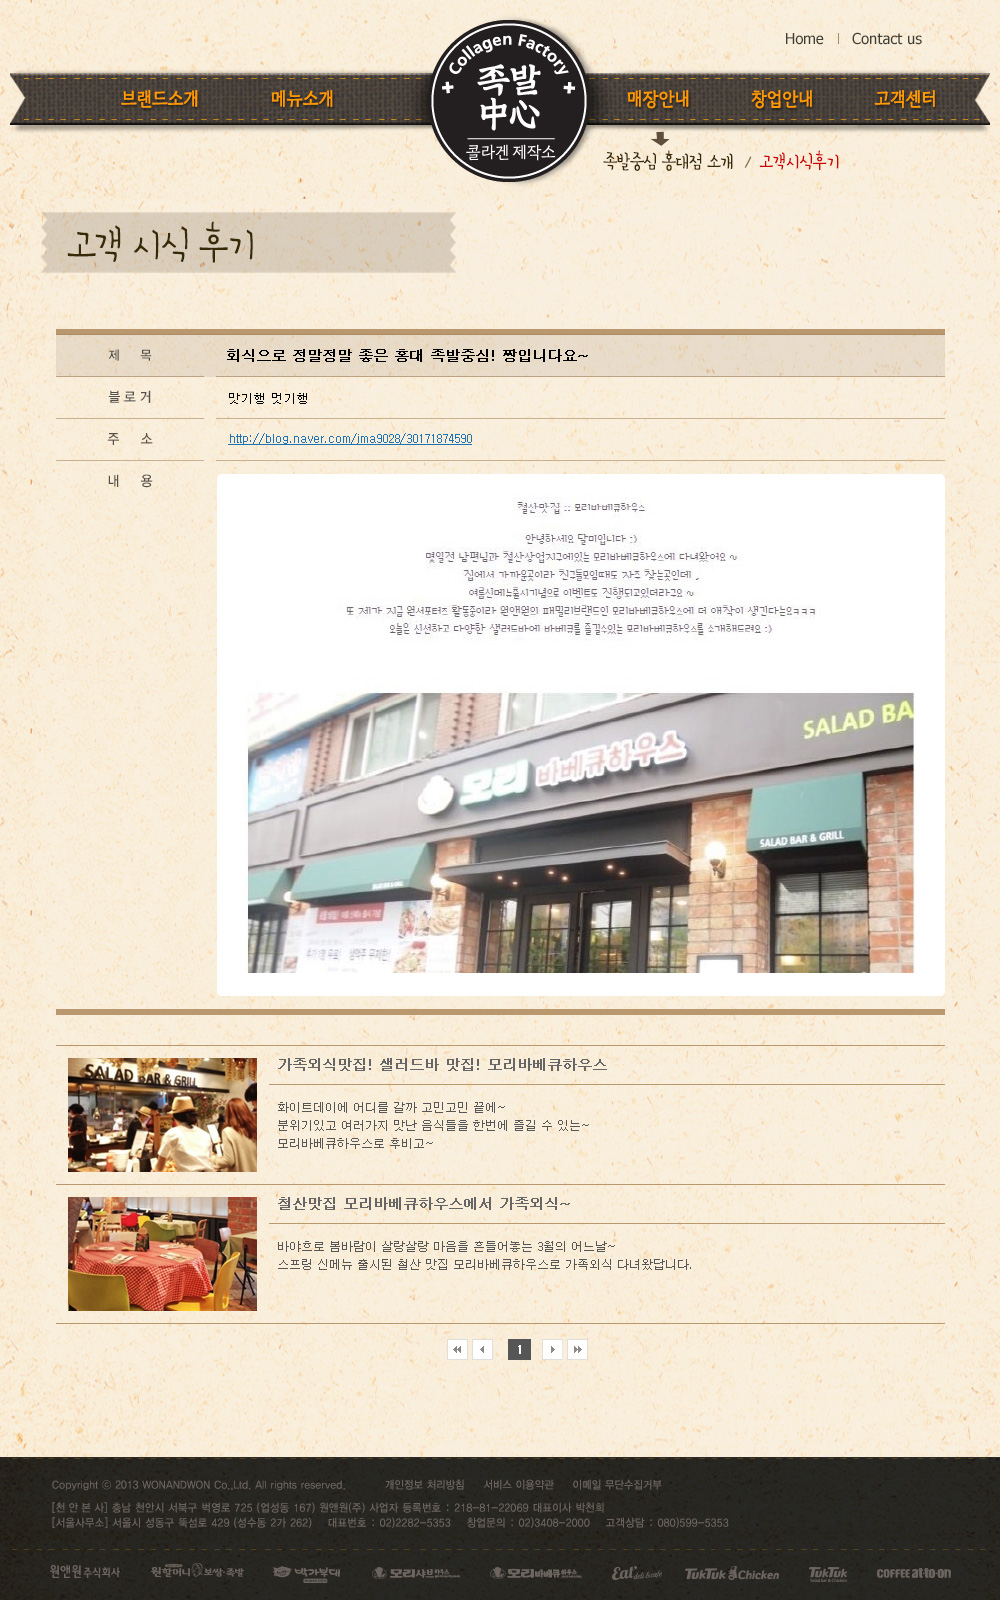 Home | Contact us
Collagen Factory
족발
中心
콜라겐 제작소
브랜드소개 메뉴소개 매장안내 창업안내 고객센터
족발중심 홍대점 소개 / 고객시식후기
고객 시식 후기
제 목 회식으로 정말정말 좋은 홍대 족발중심! 짱입니다요~
블로거 맛기행 멋기행
주 소 http://blog.naver.com/jma9028/30171874590
내 용
철산맛집 :: 모리바베큐하우스
안녕하세요 달미입니다 :)
몇일전 남편님과 철산상업지구에있는 모리바베큐하우스에 다녀왔어요 ~
집에서 가까운곳이라 친구들모임때도 자주 찾는곳인데 ,
여름신메뉴출시기념으로 이벤트도 진행되고있더라구요 ~
또 제가 지금 원서포터즈 활동중이라 원앤원의 패밀리브랜드인 모리바베큐하우스에 더 애착이 생긴다는요ㅋㅋㅋ
오늘은 신선하고 다양한 샐러드바에 바베큐를 즐길수있는 모리바베큐하우스를 소개해드려요 :)
SALAD BA
모리 바베큐하우스
SALAD BAR & GRILL
SALAD BAR & GRILL
가족외식맛집! 샐러드바 맛집! 모리바베큐하우스
SALAD BAR & GRILL
화이트데이에 어디를 갈까 고민고민 끝에~
분위기있고 여러가지 맛난 음식들을 한번에 즐길 수 있는~
모리바베큐하우스로 후비고~
철산맛집 모리바베큐하우스에서 가족외식~
바야흐로 봄바람이 살랑살랑 마음을 흔들어놓는 3월의 어느날~
스프링 신메뉴 출시된 철산 맛집 모리바베큐하우스로 가족외식 다녀왔답니다.
1
Copyright ⓒ 2013 WONANDWON Co.,Ltd. All rights reserved. 개인정보 처리방침 서비스 이용약관 이메일 무단수집거부
[천 안 본 사] 충남 천안시 서북구 벅영로 725 (업성동 167) 원앤원(주) 사업자 등록번호 : 218-81-22069 대표이사 박천희
[서울사무소] 서울시 성동구 뚝섬로 429 (성수동 2가 262) 대표번호 : 02)2282-5353 창업문의 : 02)3408-2000 고객상담 : 080)599-5353
원앤원주식회사 원할머니보쌈·족발 박가부대 모리샤브하우스 모리바베큐하우스 Eat' deli & cafe TukTuk Chicken TukTuk COFFEE at·to·on